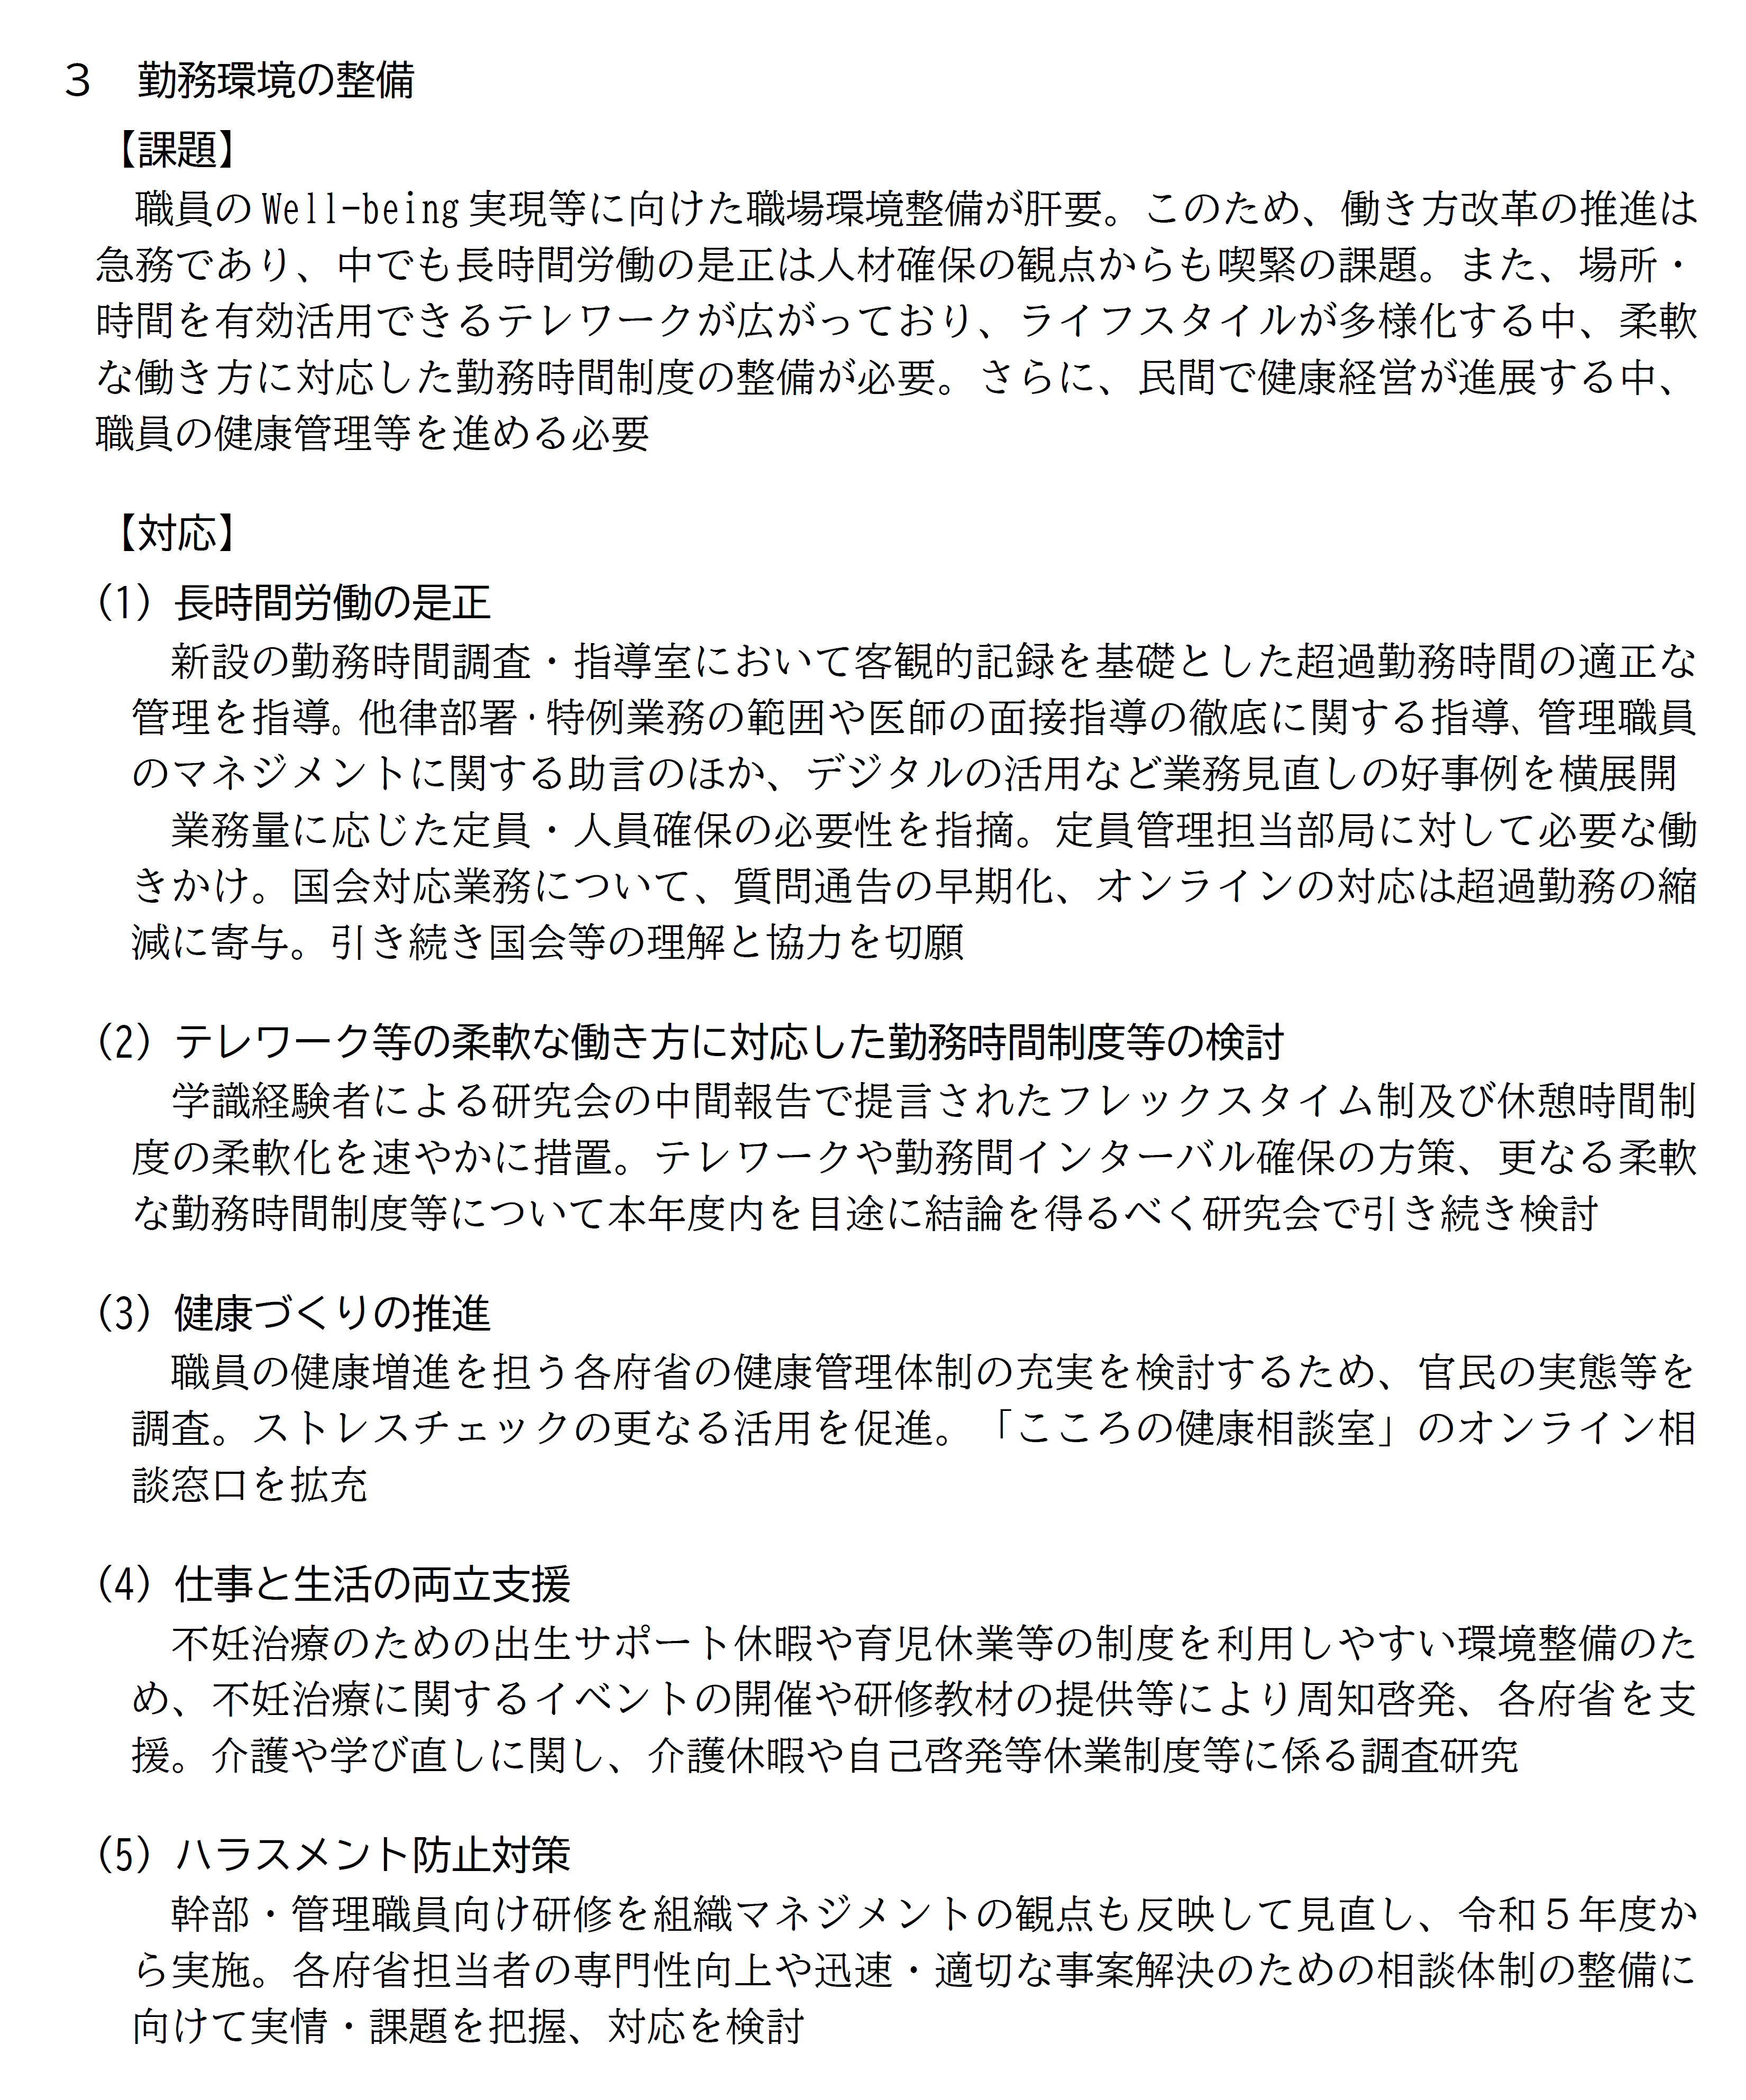 ３　勤務環境の整備
【課題】
職員の Well-being 実現等に向けた職場環境整備が肝要。このため、働き方改革の推進は
急務であり、中でも長時間労働の是正は人材確保の観点からも喫緊の課題。また、場所・
時間を有効活用できるテレワークが広がっており、ライフスタイルが多様化する中、柔軟
な働き方に対応した勤務時間制度の整備が必要。さらに、民間で健康経営が進展する中、
職員の健康管理等を進める必要
【対応】
(1) 長時間労働の是正
新設の勤務時間調査・指導室において客観的記録を基礎とした超過勤務時間の適正な
管理を指導。他律部署・特例業務の範囲や医師の面接指導の徹底に関する指導、管理職員
のマネジメントに関する助言のほか、デジタルの活用など業務見直しの好事例を横展開
業務量に応じた定員・人員確保の必要性を指摘。定員管理担当部局に対して必要な働
きかけ。国会対応業務について、質問通告の早期化、オンラインの対応は超過勤務の縮
減に寄与。引き続き国会等の理解と協力を切願
(2) テレワーク等の柔軟な働き方に対応した勤務時間制度等の検討
学識経験者による研究会の中間報告で提言されたフレックスタイム制及び休憩時間制
度の柔軟化を速やかに措置。テレワークや勤務間インターバル確保の方策、更なる柔軟
な勤務時間制度等について本年度内を目途に結論を得るべく研究会で引き続き検討
(3) 健康づくりの推進
職員の健康増進を担う各府省の健康管理体制の充実を検討するため、官民の実態等を
調査。ストレスチェックの更なる活用を促進。「こころの健康相談室」のオンライン相
談窓口を拡充
(4) 仕事と生活の両立支援
不妊治療のための出生サポート休暇や育児休業等の制度を利用しやすい環境整備のた
め、不妊治療に関するイベントの開催や研修教材の提供等により周知啓発、各府省を支
援。介護や学び直しに関し、介護休暇や自己啓発等休業制度等に係る調査研究
(5) ハラスメント防止対策
幹部・管理職員向け研修を組織マネジメントの観点も反映して見直し、令和５年度か
ら実施。各府省担当者の専門性向上や迅速・適切な事案解決のための相談体制の整備に
向けて実情・課題を把握、対応を検討